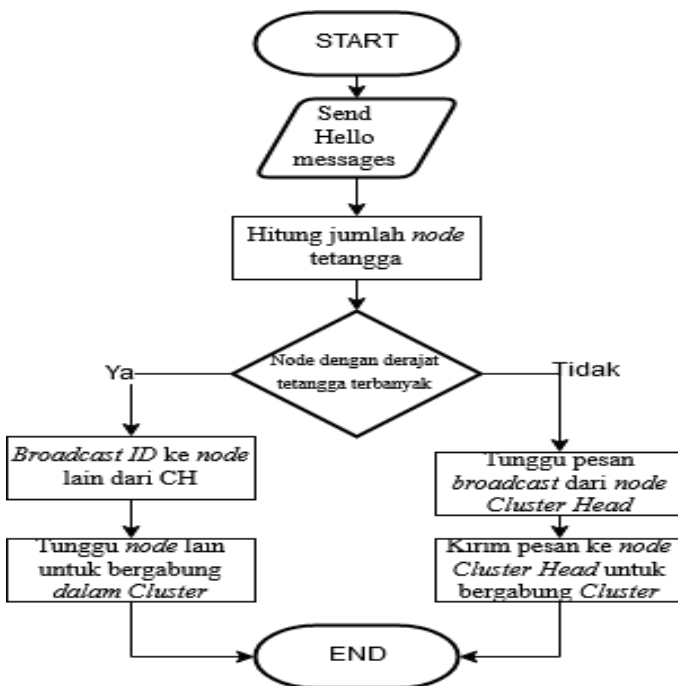 START
Send
Hello
messages
Hitung jumlah node
tetangga
Node dengan derajat
tetangga terbanyak
Ya
Tidak
Broadcast ID ke node
lain dari CH
Tunggu node lain
untuk bergabung
dalam Cluster
Tunggu pesan
broadcast dari node
Cluster Head
Kirim pesan ke node
Cluster Head untuk
bergabung Cluster
END